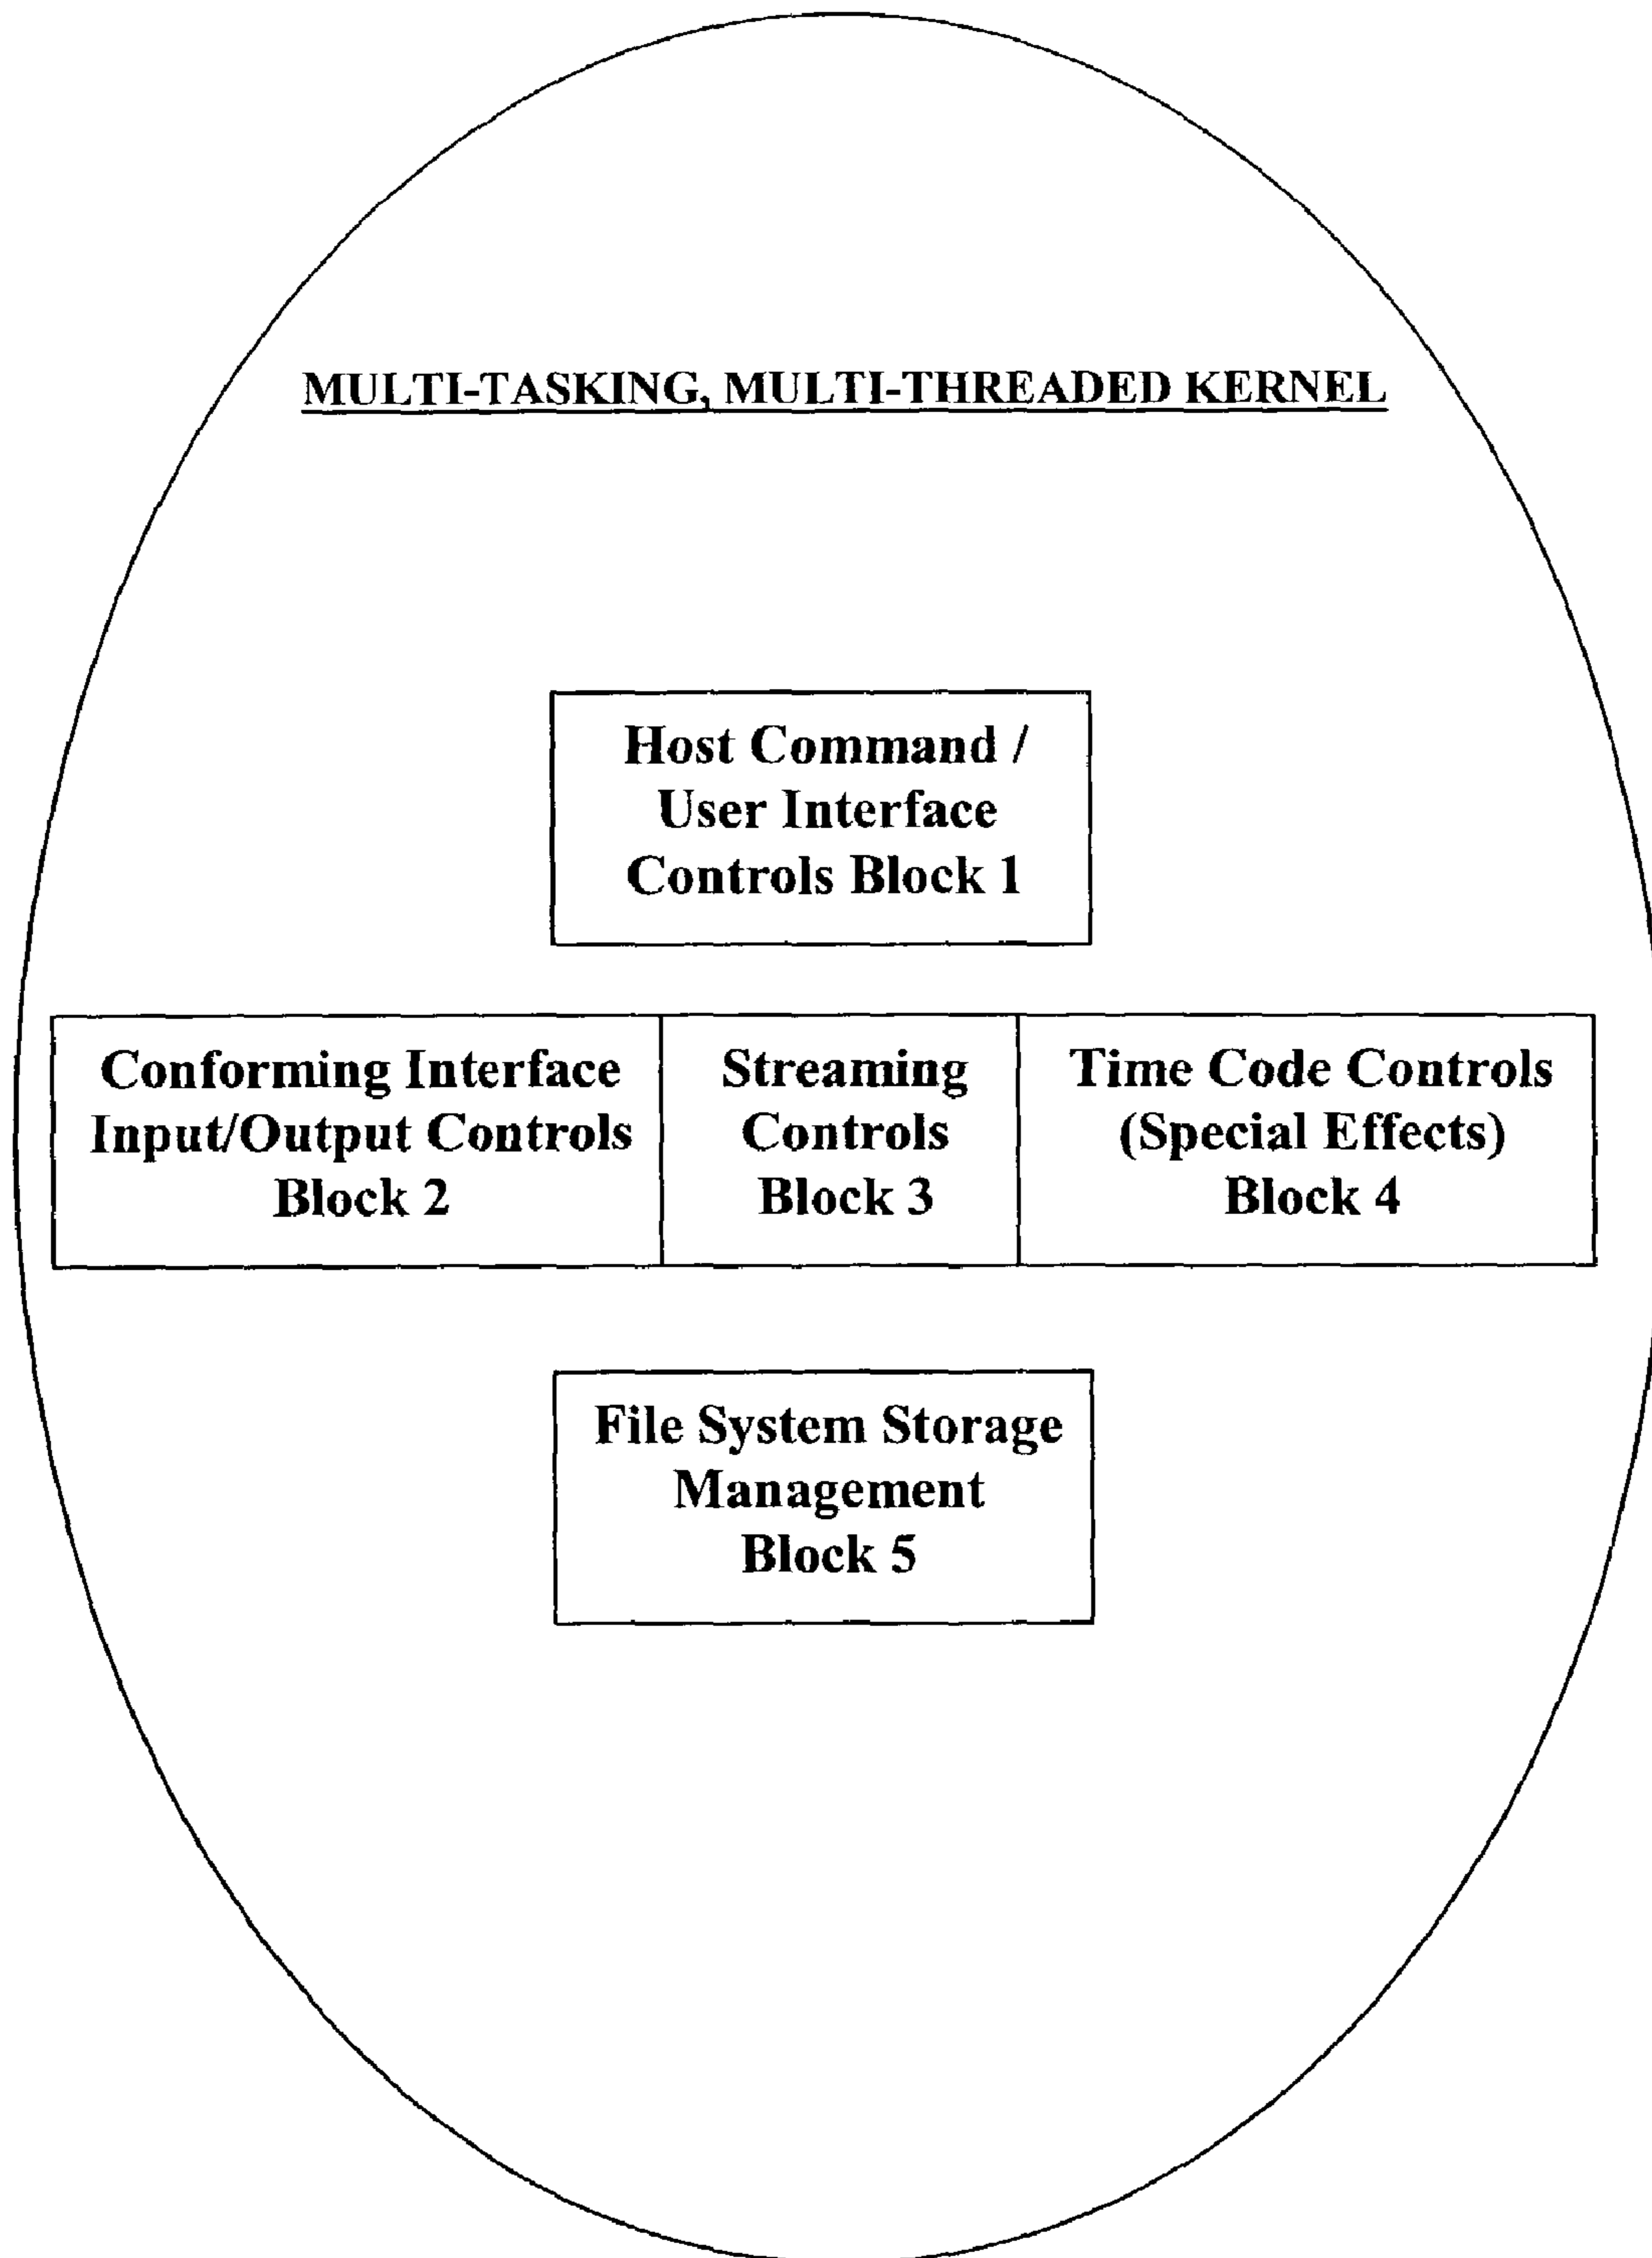 MULTI-TASKING, MULTI-THREADED KERNEL
Host Command /
User Interface
Controls Block 1
Conforming Interface
Input/Output Controls
Block 2
Streaming
Controls
Block 3
Time Code Controls
(Special Effects)
Block 4
File System Storage
Management
Block 5